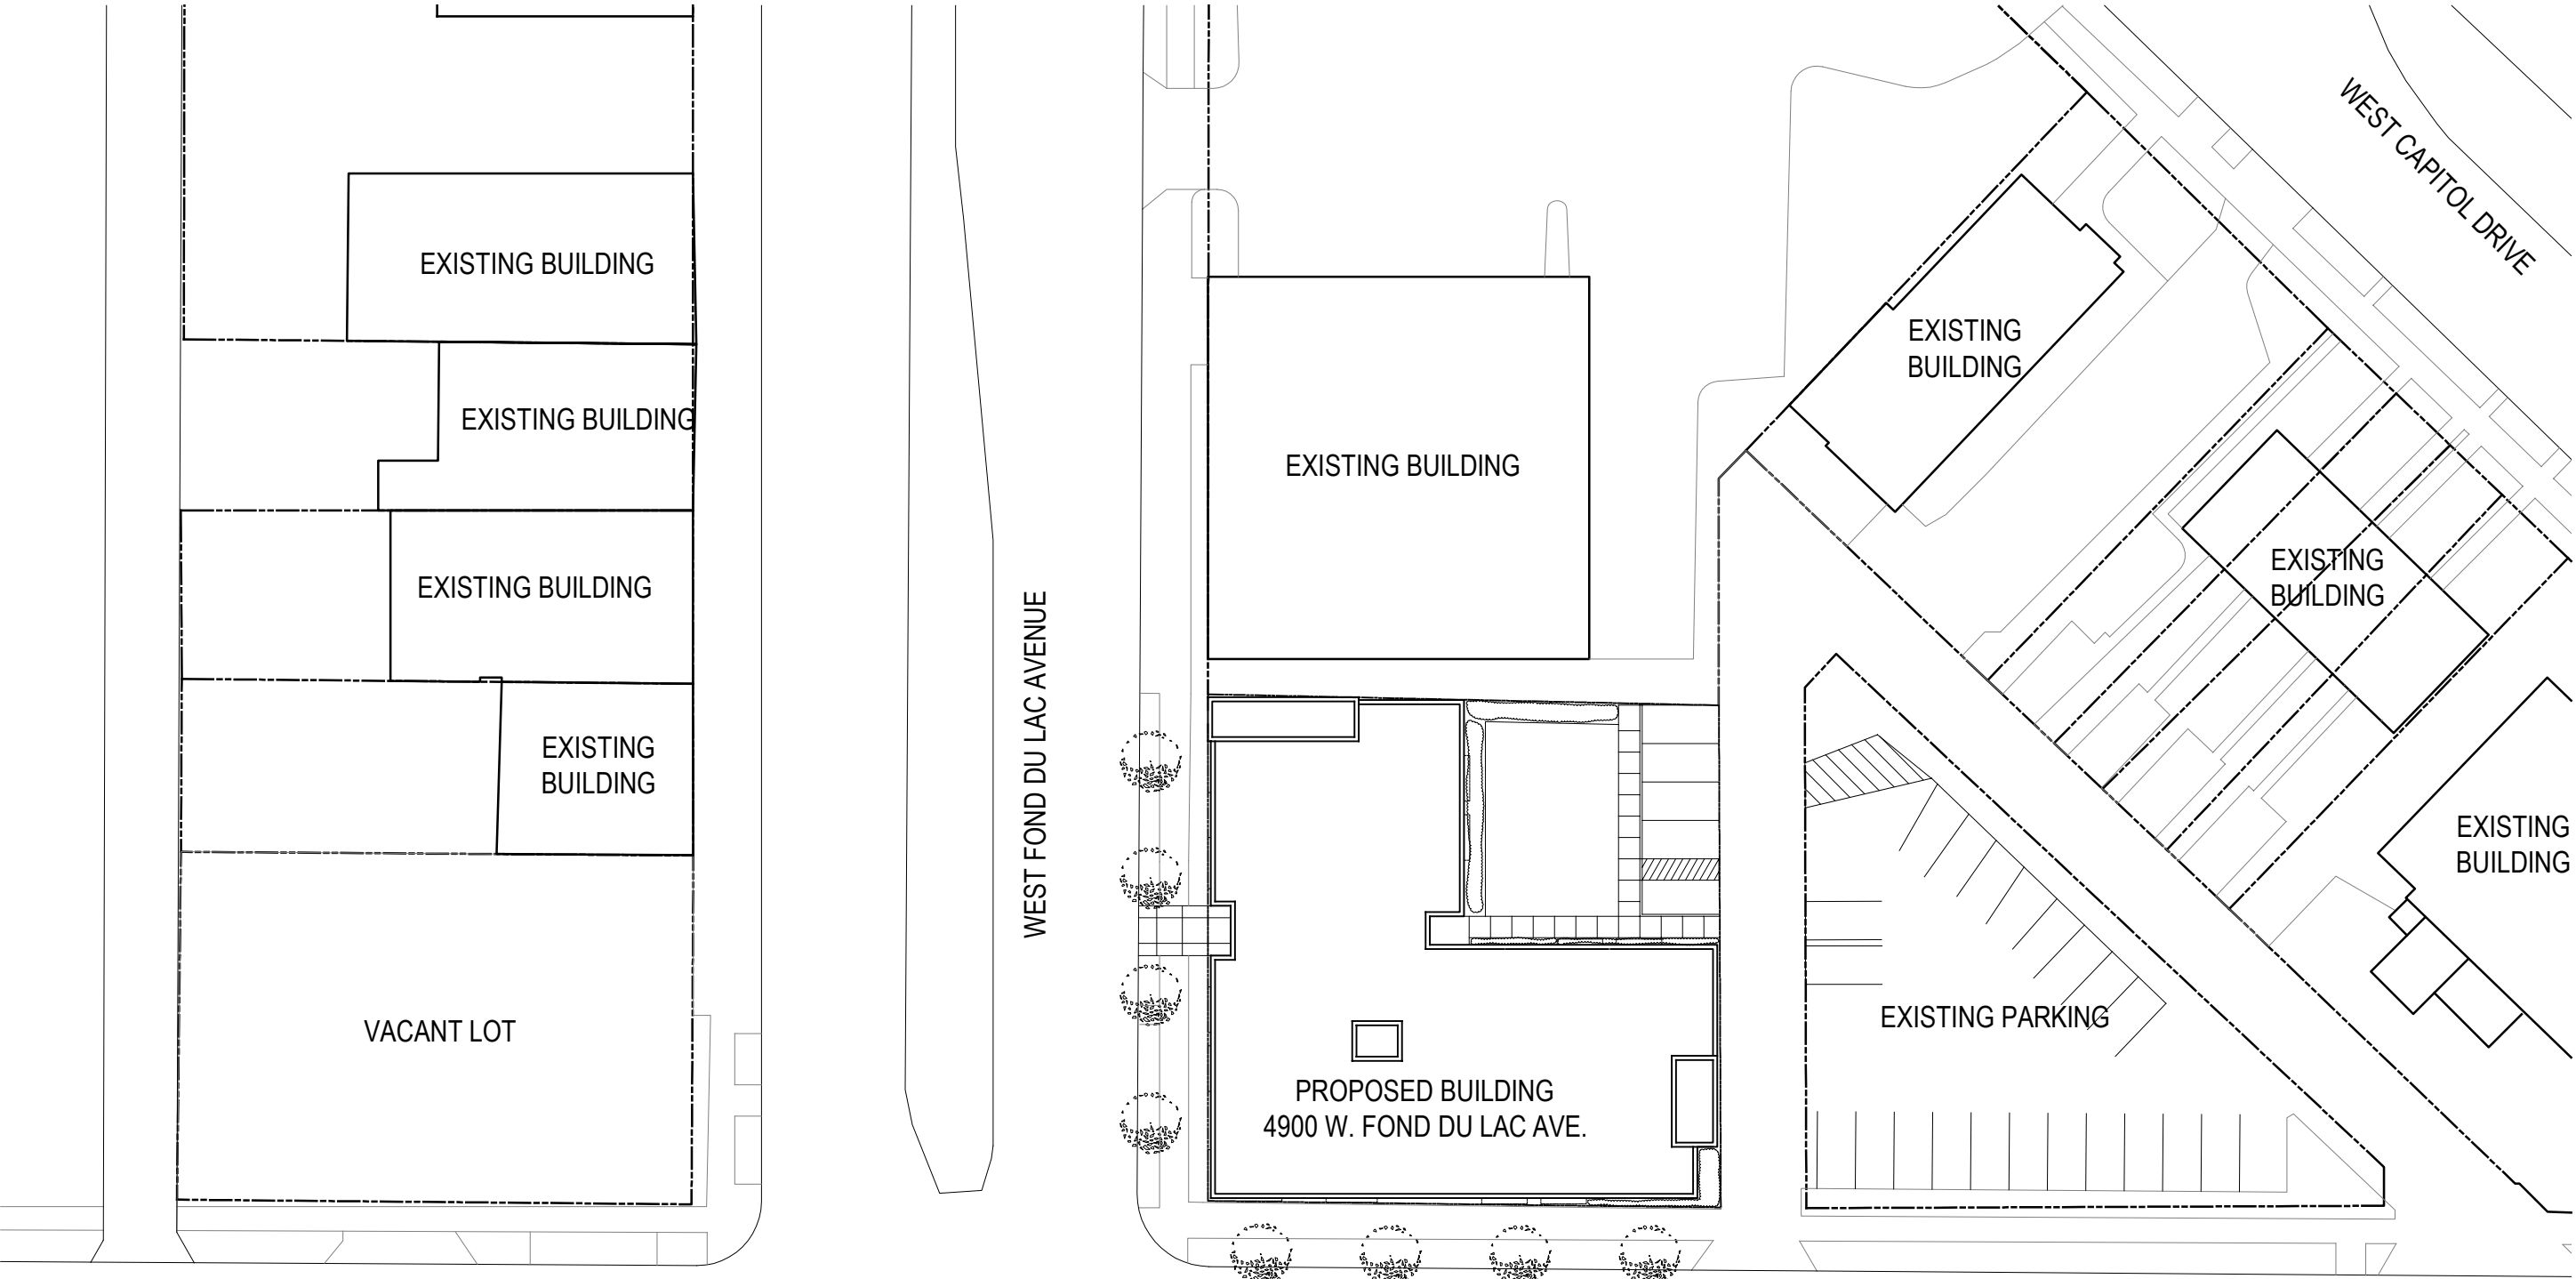 WEST CAPITOL DRIVE
EXISTING BUILDING
EXISTING
BUILDING
EXISTING BUILDING
EXISTING BUILDING
EXISTING BUILDING
EXISTING
BUILDING
WEST FOND DU LAC AVENUE
EXISTING
BUILDING
EXISTING
BUILDING
VACANT LOT
EXISTING PARKING
PROPOSED BUILDING
4900 W. FOND DU LAC AVE.